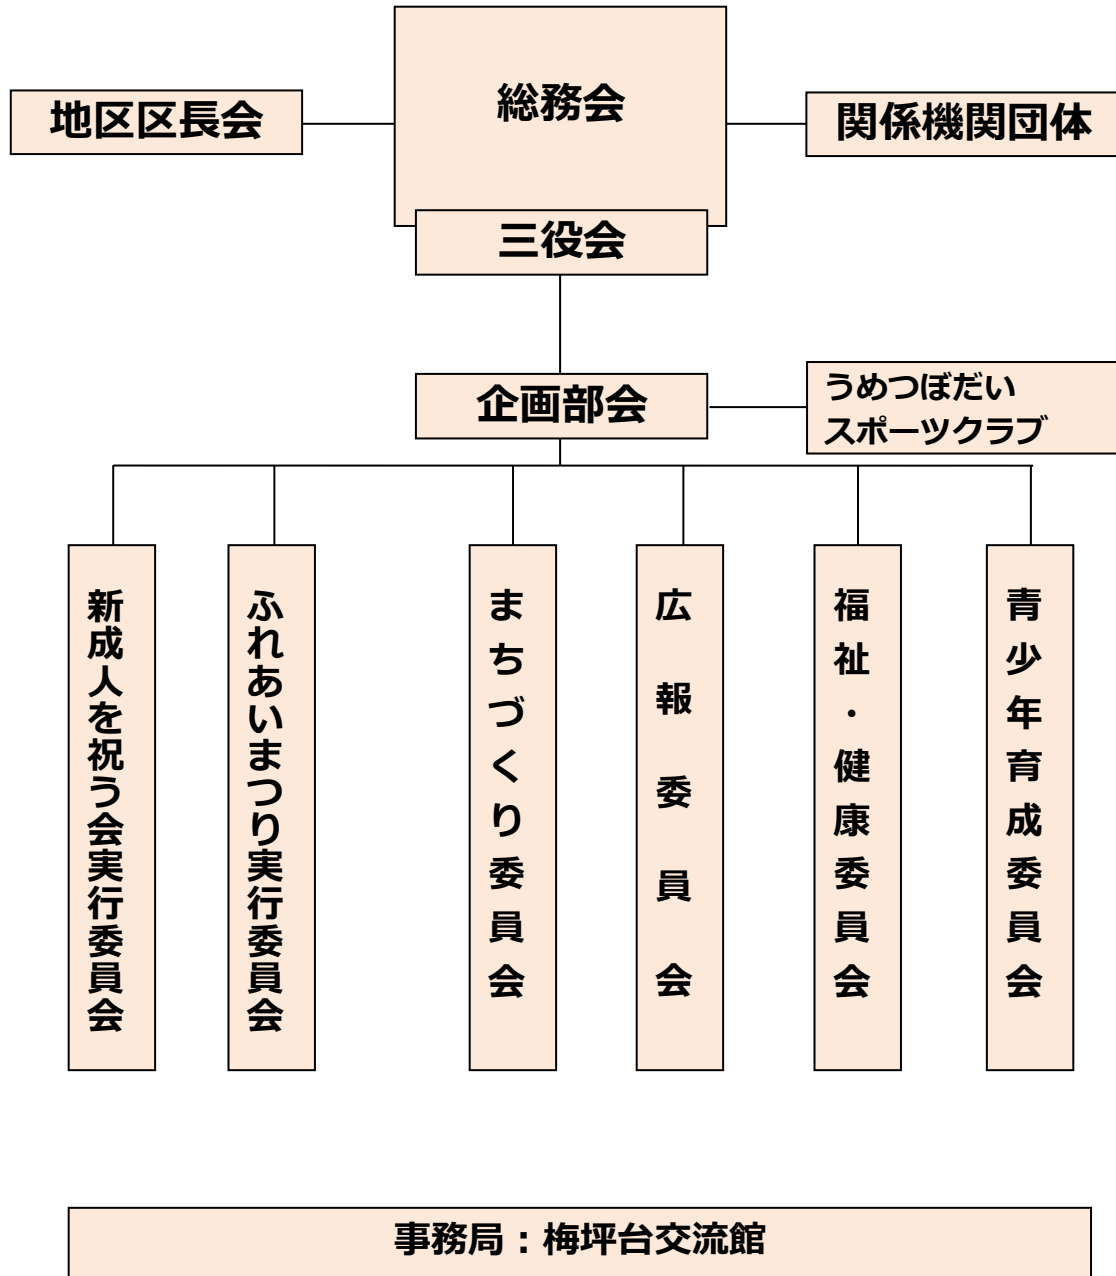 総務会
地区区長会
関係機関団体
三役会
企画部会
うめつぼだい
スポーツクラブ
新成人を祝う会実行委員会
ふれあいまつり実行委員会
まちづくり委員会
広報委員会
福祉・健康委員会
青少年育成委員会
事務局：梅坪台交流館